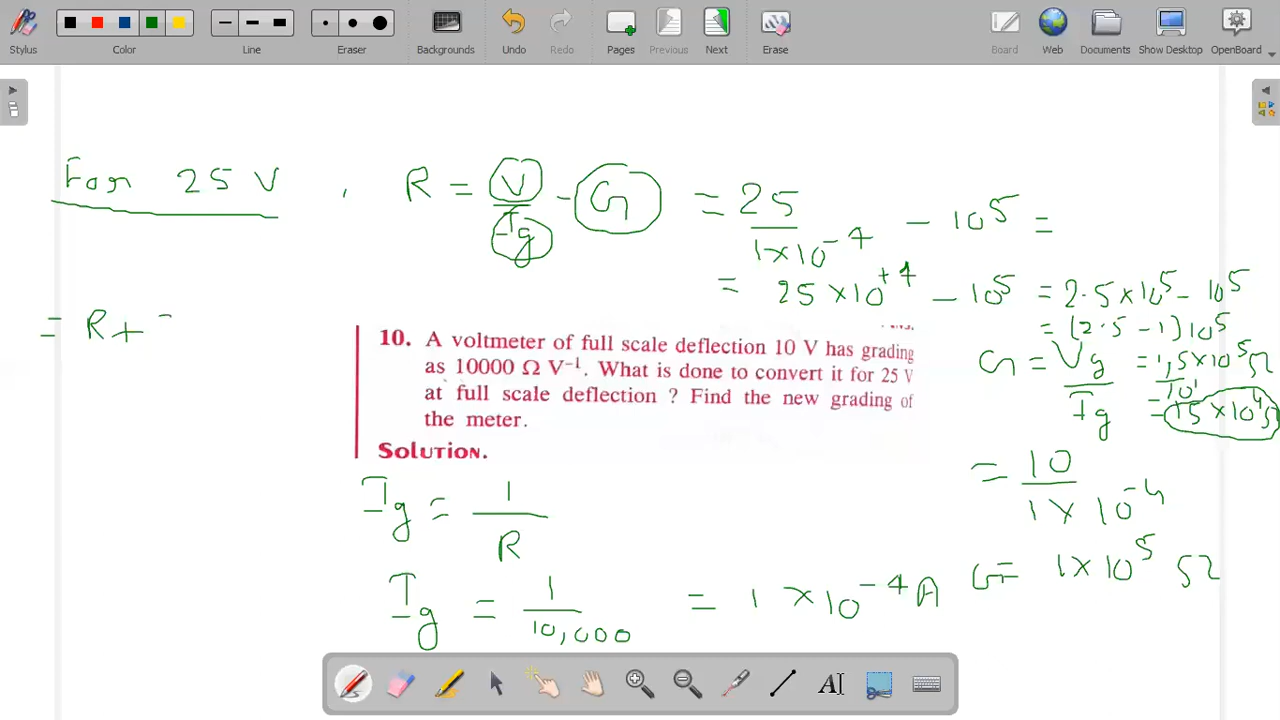 Stylus
Color
Line
Eraser
Backgrounds
Undo
Redo
Pages
Previous
Next
Erase
Board
Web
Documents
Show Desktop
OpenBoard
For 25 V , R = V/Ig - G = 25/1×10⁻⁴ - 10⁵ =
= 25×10⁺⁴ - 10⁵ = 2.5×10⁵ - 10⁵
= (2.5 - 1)10⁵
= 1.5×10⁵ Ω
= 15×10⁴ Ω
= R+
10. A voltmeter of full scale deflection 10 V has grading
as 10000 Ω V⁻¹. What is done to convert it for 25 V
at full scale deflection ? Find the new grading of
the meter.
Solution.
Ig = 1/R
Ig = 1/10,000 = 1 × 10⁻⁴ A
G = Vg/Ig
= 10/1×10⁻⁴
G = 1×10⁵ Ω